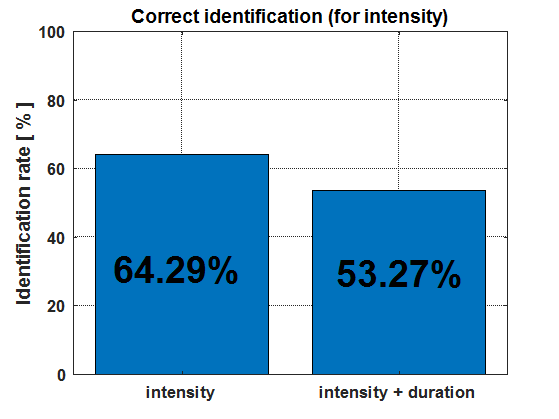 Correct identification (for intensity)
Identification rate [ % ]
100
80
60
40
20
0
64.29%
53.27%
intensity
intensity + duration